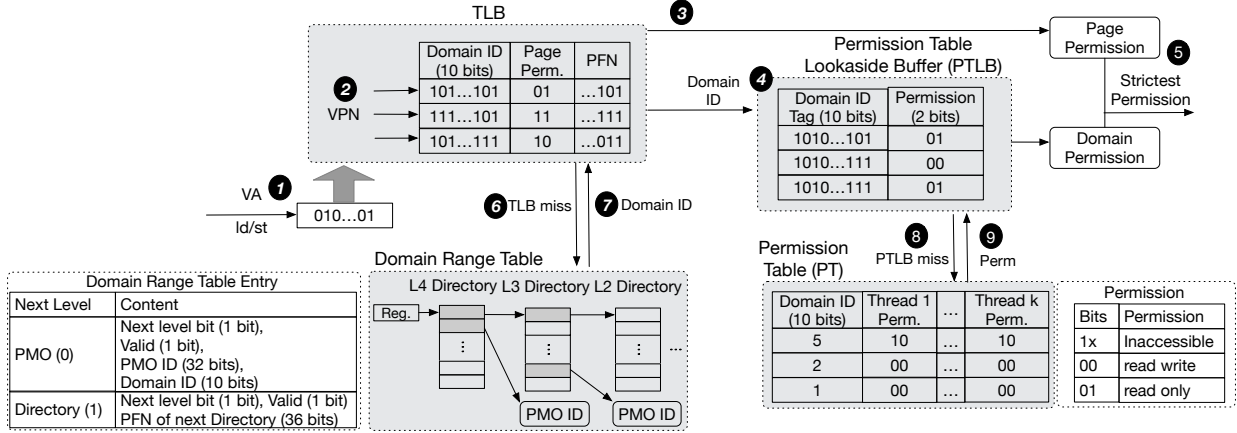 TLB
Domain ID (10 bits)
Page Perm.
PFN
101...101 01 ...101
111...101 11 ...111
101...111 10 ...011
2
VPN
3
Page Permission
5
Strictest Permission
Domain Permission
Domain ID
4
Permission Table
Lookaside Buffer (PTLB)
Domain ID Tag (10 bits)
Permission (2 bits)
1010...101 01
1010...111 00
1010...111 01
1
VA
ld/st
010...01
6
TLB miss
7
Domain ID
8
PTLB miss
9
Perm
Domain Range Table Entry
Next Level Content
PMO (0)
Next level bit (1 bit),
Valid (1 bit),
PMO ID (32 bits),
Domain ID (10 bits)
Directory (1)
Next level bit (1 bit), Valid (1 bit)
PFN of next Directory (36 bits)
Domain Range Table
L4 Directory L3 Directory L2 Directory
Reg.
⋮ ⋮ ⋮ ...
PMO ID PMO ID
Permission
Table (PT)
Domain ID (10 bits)
Thread 1 Perm.
...
Thread k Perm.
5 10 ... 10
2 00 ... 00
1 00 ... 00
Permission
Bits Permission
1x Inaccessible
00 read write
01 read only